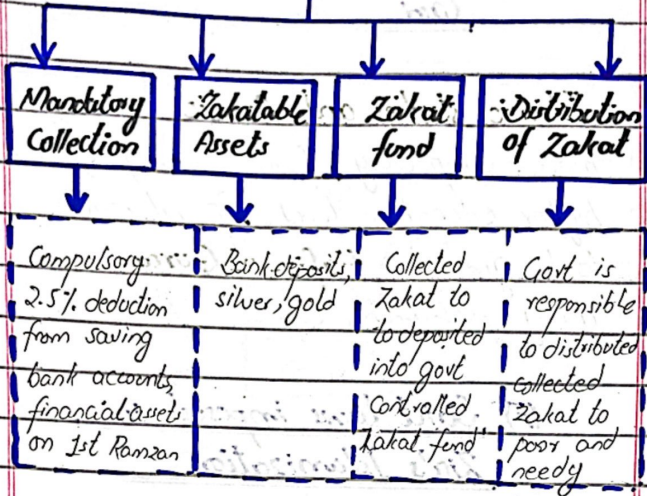 Manditory
Collection
Zakatable
Assets
Zakat
fund
Distribution
of Zakat
Compulsory
2.5% deduction
from saving
bank accounts,
financial assets
on 1st Ramzan
Bank deposits,
silver, gold
Collected
Zakat to
to deposited
into govt
controlled
Zakat fund
Govt is
responsible
to distributed
collected
Zakat to
poor and
needy